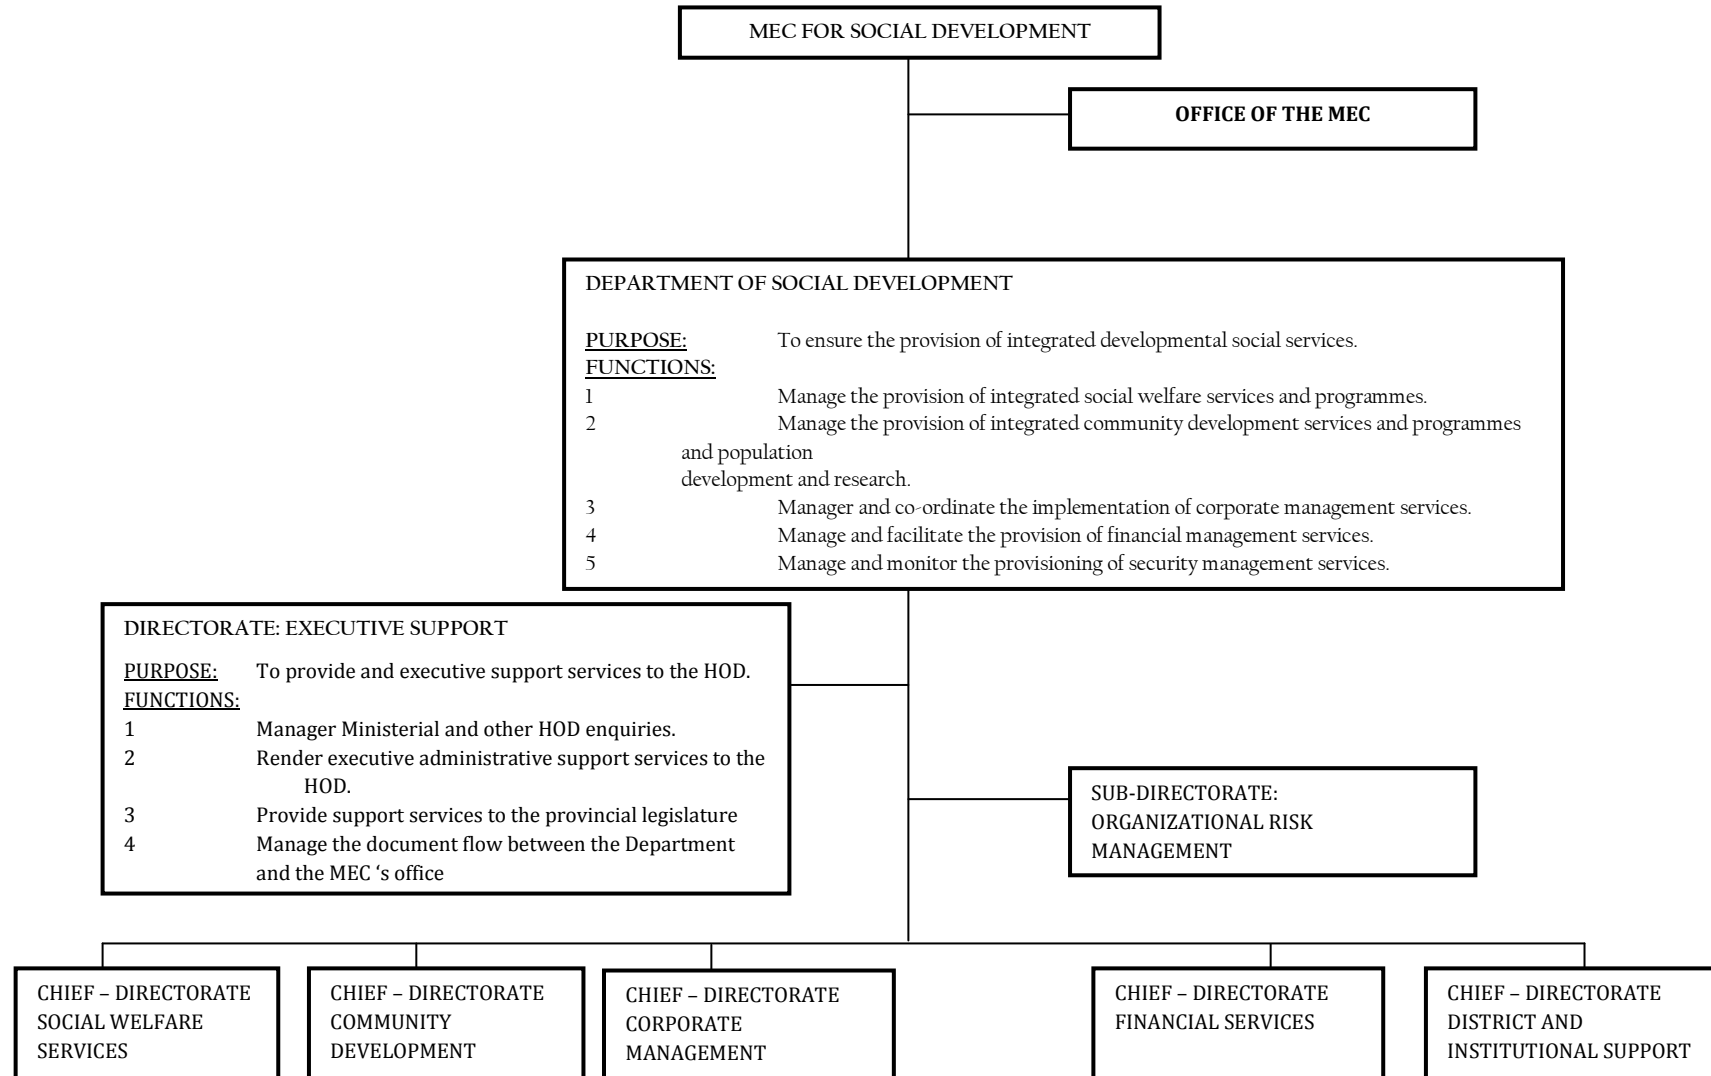 MEC FOR SOCIAL DEVELOPMENT
OFFICE OF THE MEC
DEPARTMENT OF SOCIAL DEVELOPMENT
PURPOSE: To ensure the provision of integrated developmental social services.
FUNCTIONS:
1 Manage the provision of integrated social welfare services and programmes.
2 Manage the provision of integrated community development services and programmes
and population
development and research.
3 Manager and co-ordinate the implementation of corporate management services.
4 Manage and facilitate the provision of financial management services.
5 Manage and monitor the provisioning of security management services.
DIRECTORATE: EXECUTIVE SUPPORT
PURPOSE: To provide and executive support services to the HOD.
FUNCTIONS:
1 Manager Ministerial and other HOD enquiries.
2 Render executive administrative support services to the
HOD.
3 Provide support services to the provincial legislature
4 Manage the document flow between the Department
and the MEC ‘s office
SUB-DIRECTORATE:
ORGANIZATIONAL RISK
MANAGEMENT
CHIEF – DIRECTORATE
SOCIAL WELFARE
SERVICES
CHIEF – DIRECTORATE
COMMUNITY
DEVELOPMENT
CHIEF – DIRECTORATE
CORPORATE
MANAGEMENT
CHIEF – DIRECTORATE
FINANCIAL SERVICES
CHIEF – DIRECTORATE
DISTRICT AND
INSTITUTIONAL SUPPORT